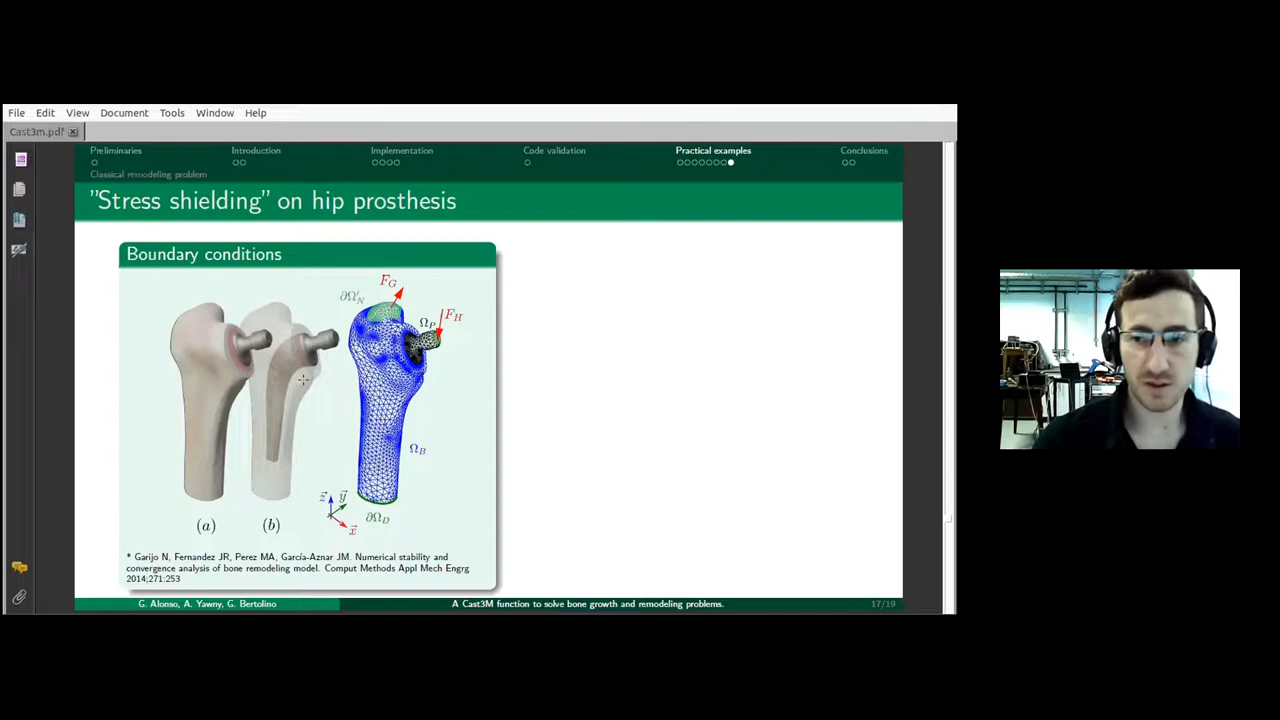 File Edit View Document Tools Window Help
Cast3m.pdf
Preliminaries Introduction Implementation Code validation Practical examples Conclusions
Classical remodeling problem
"Stress shielding" on hip prosthesis
Boundary conditions
F_G
∂Ω'_N
Ω_P
F_H
Ω_B
z y
x
∂Ω_D
(a) (b)
* Garijo N, Fernandez JR, Perez MA, García-Aznar JM. Numerical stability and
convergence analysis of bone remodeling model. Comput Methods Appl Mech Engrg
2014;271:253
G. Alonso, A. Yawny, G. Bertolino A Cast3M function to solve bone growth and remodeling problems. 17/19